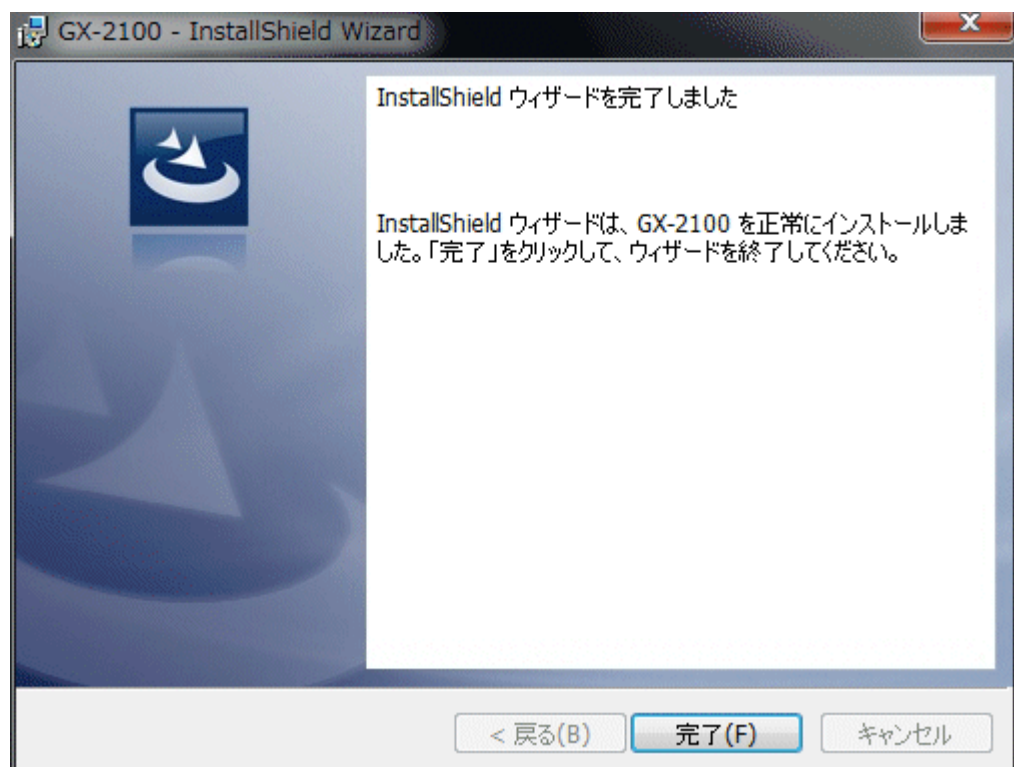 GX-2100 - InstallShield Wizard
InstallShield ウィザードを完了しました
InstallShield ウィザードは、GX-2100 を正常にインストールしま
した。「完了」をクリックして、ウィザードを終了してください。
< 戻る(B)
完了(F)
キャンセル